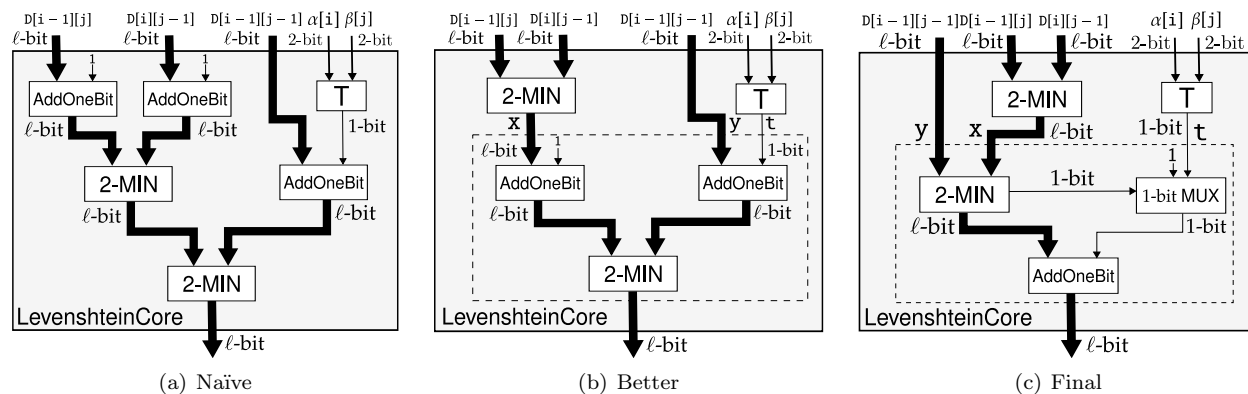 D[i − 1][j] D[i][j − 1] D[i − 1][j − 1] α[i] β[j]
ℓ-bit ℓ-bit ℓ-bit 2-bit 2-bit
1 1
AddOneBit AddOneBit T
ℓ-bit ℓ-bit 1-bit
2-MIN AddOneBit
ℓ-bit ℓ-bit
2-MIN
LevenshteinCore
ℓ-bit
(a) Naïve
D[i − 1][j] D[i][j − 1] D[i − 1][j − 1] α[i] β[j]
ℓ-bit ℓ-bit ℓ-bit 2-bit 2-bit
2-MIN T
x y t
ℓ-bit 1 1-bit
AddOneBit AddOneBit
ℓ-bit ℓ-bit
2-MIN
LevenshteinCore
ℓ-bit
(b) Better
D[i − 1][j − 1] D[i − 1][j] D[i][j − 1] α[i] β[j]
ℓ-bit ℓ-bit ℓ-bit 2-bit 2-bit
2-MIN T
y x ℓ-bit 1-bit t
1
2-MIN 1-bit 1-bit MUX
ℓ-bit 1-bit
AddOneBit
LevenshteinCore
ℓ-bit
(c) Final